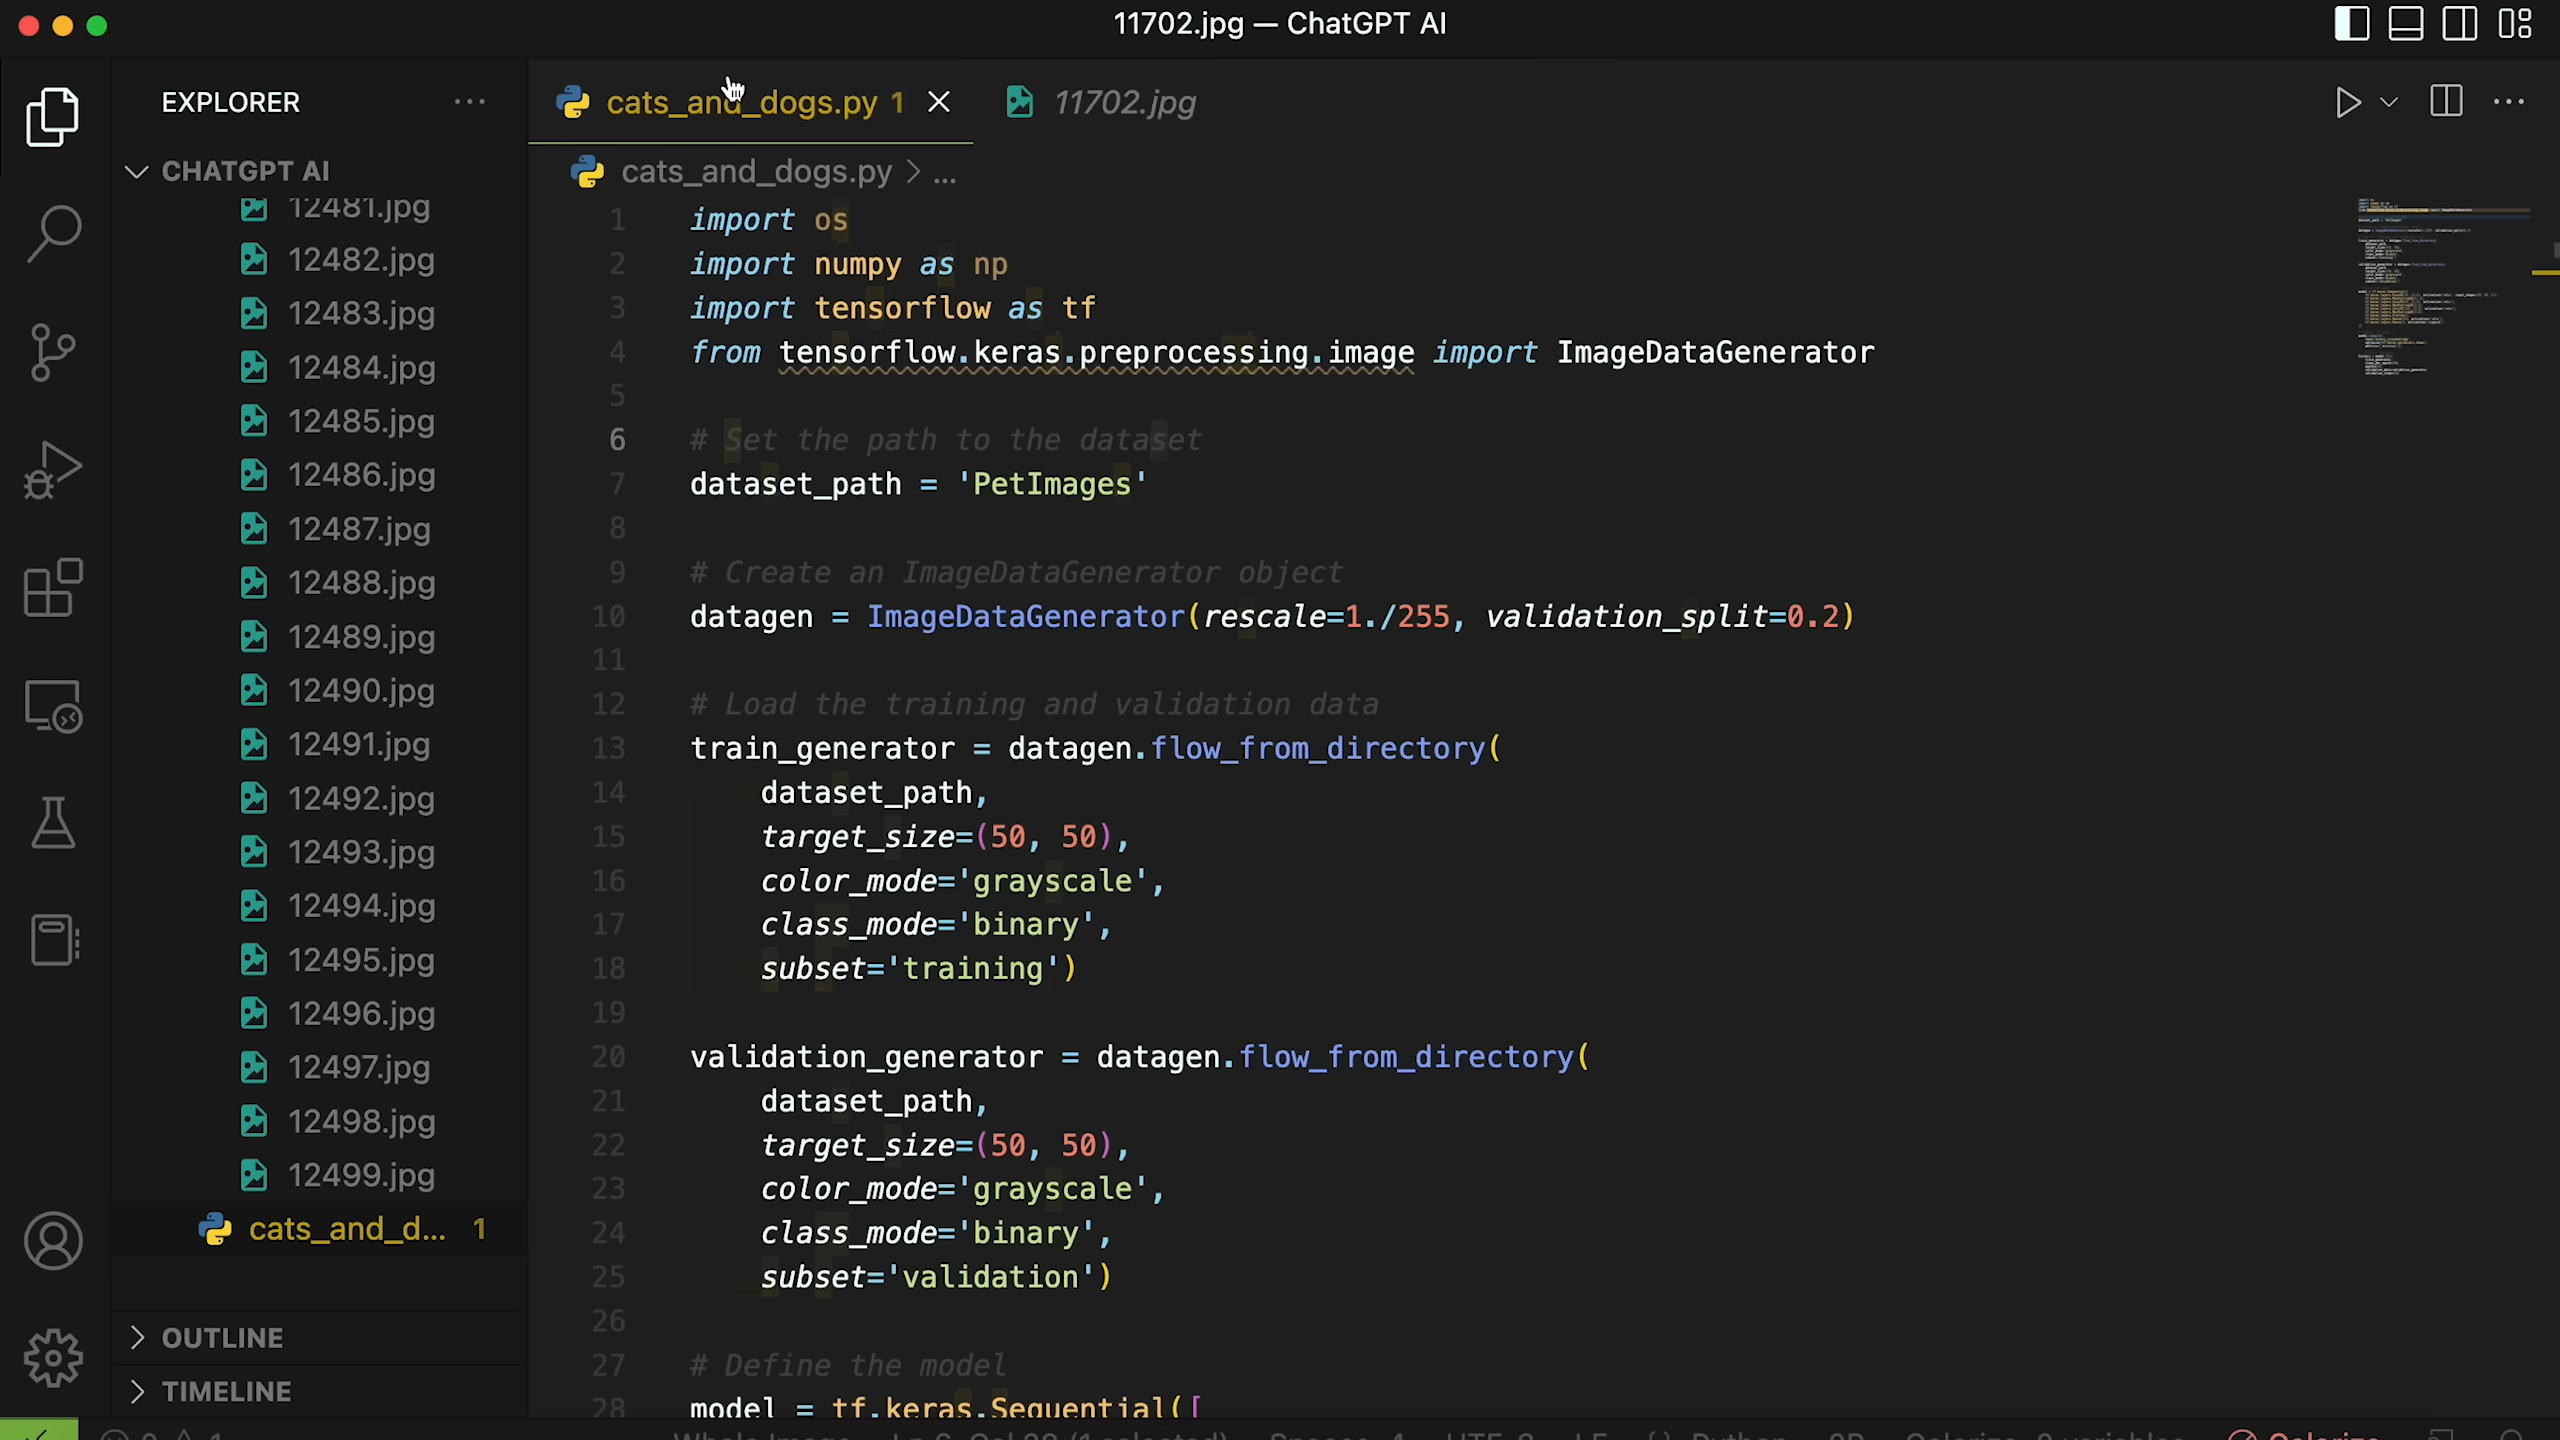 11702.jpg — ChatGPT AI
EXPLORER
cats_and_dogs.py 1
11702.jpg
CHATGPT AI
cats_and_dogs.py > ...
12481.jpg
12482.jpg
12483.jpg
12484.jpg
12485.jpg
12486.jpg
12487.jpg
12488.jpg
12489.jpg
12490.jpg
12491.jpg
12492.jpg
12493.jpg
12494.jpg
12495.jpg
12496.jpg
12497.jpg
12498.jpg
12499.jpg
cats_and_d... 1
OUTLINE
TIMELINE
1 import os
2 import numpy as np
3 import tensorflow as tf
4 from tensorflow.keras.preprocessing.image import ImageDataGenerator
5
6 # Set the path to the dataset
7 dataset_path = 'PetImages'
8
9 # Create an ImageDataGenerator object
10 datagen = ImageDataGenerator(rescale=1./255, validation_split=0.2)
11
12 # Load the training and validation data
13 train_generator = datagen.flow_from_directory(
14 dataset_path,
15 target_size=(50, 50),
16 color_mode='grayscale',
17 class_mode='binary',
18 subset='training')
19
20 validation_generator = datagen.flow_from_directory(
21 dataset_path,
22 target_size=(50, 50),
23 color_mode='grayscale',
24 class_mode='binary',
25 subset='validation')
26
27 # Define the model
28 model = tf.keras.Sequential([